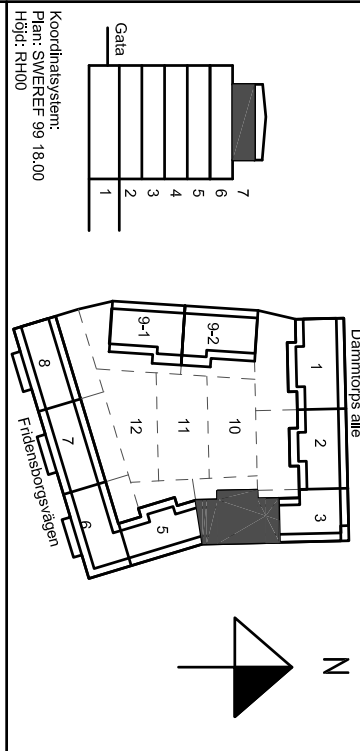 Koordinatsystem:
Plan: SWEREF 99 18.00
Höjd: RH00
Gata
1
2
3
4
5
6
7
Dammtorps allé
1
2
3
9-1
9-2
10
11
12
5
6
7
8
Fridensborgsvägen
N